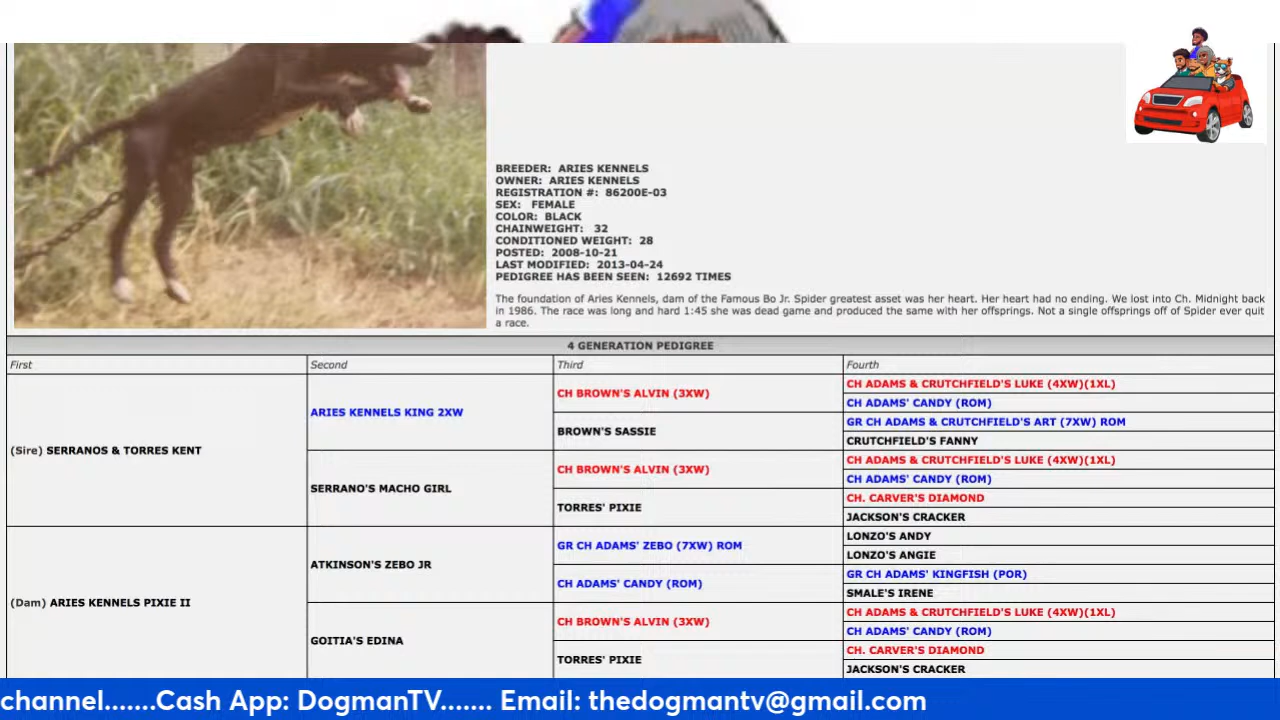 BREEDER: ARIES KENNELS
OWNER: ARIES KENNELS
REGISTRATION #: 86200E-03
SEX: FEMALE
COLOR: BLACK
CHAINWEIGHT: 32
CONDITIONED WEIGHT: 28
POSTED: 2008-10-21
LAST MODIFIED: 2013-04-24
PEDIGREE HAS BEEN SEEN: 12692 TIMES
The foundation of Aries Kennels, dam of the Famous Bo Jr. Spider greatest asset was her heart. Her heart had no ending. We lost into Ch. Midnight back
in 1986. The race was long and hard 1:45 she was dead game and produced the same with her offsprings. Not a single offsprings off of Spider ever quit
a race.
4 GENERATION PEDIGREE
First Second Third Fourth
(Sire) SERRANOS & TORRES KENT
ARIES KENNELS KING 2XW
CH BROWN'S ALVIN (3XW)
CH ADAMS & CRUTCHFIELD'S LUKE (4XW)(1XL)
CH ADAMS' CANDY (ROM)
BROWN'S SASSIE
GR CH ADAMS & CRUTCHFIELD'S ART (7XW) ROM
CRUTCHFIELD'S FANNY
SERRANO'S MACHO GIRL
CH BROWN'S ALVIN (3XW)
CH ADAMS & CRUTCHFIELD'S LUKE (4XW)(1XL)
CH ADAMS' CANDY (ROM)
TORRES' PIXIE
CH. CARVER'S DIAMOND
JACKSON'S CRACKER
(Dam) ARIES KENNELS PIXIE II
ATKINSON'S ZEBO JR
GR CH ADAMS' ZEBO (7XW) ROM
LONZO'S ANDY
LONZO'S ANGIE
CH ADAMS' CANDY (ROM)
GR CH ADAMS' KINGFISH (POR)
SMALE'S IRENE
GOITIA'S EDINA
CH BROWN'S ALVIN (3XW)
CH ADAMS & CRUTCHFIELD'S LUKE (4XW)(1XL)
CH ADAMS' CANDY (ROM)
TORRES' PIXIE
CH. CARVER'S DIAMOND
JACKSON'S CRACKER
channel.......Cash App: DogmanTV....... Email: thedogmantv@gmail.com